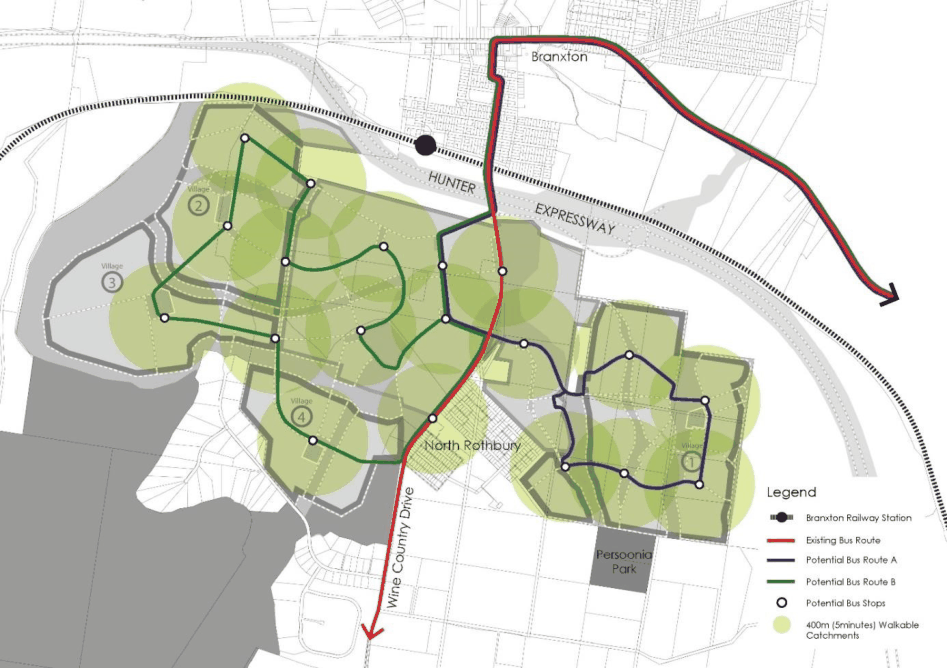 Branxton
HUNTER
EXPRESSWAY
Village
2
Village
3
Village
4
North Rothbury
Village
1
Wine Country Drive
Persoonia
Park
Legend
Branxton Railway Station
Existing Bus Route
Potential Bus Route A
Potential Bus Route B
Potential Bus Stops
400m (5minutes) Walkable
Catchments